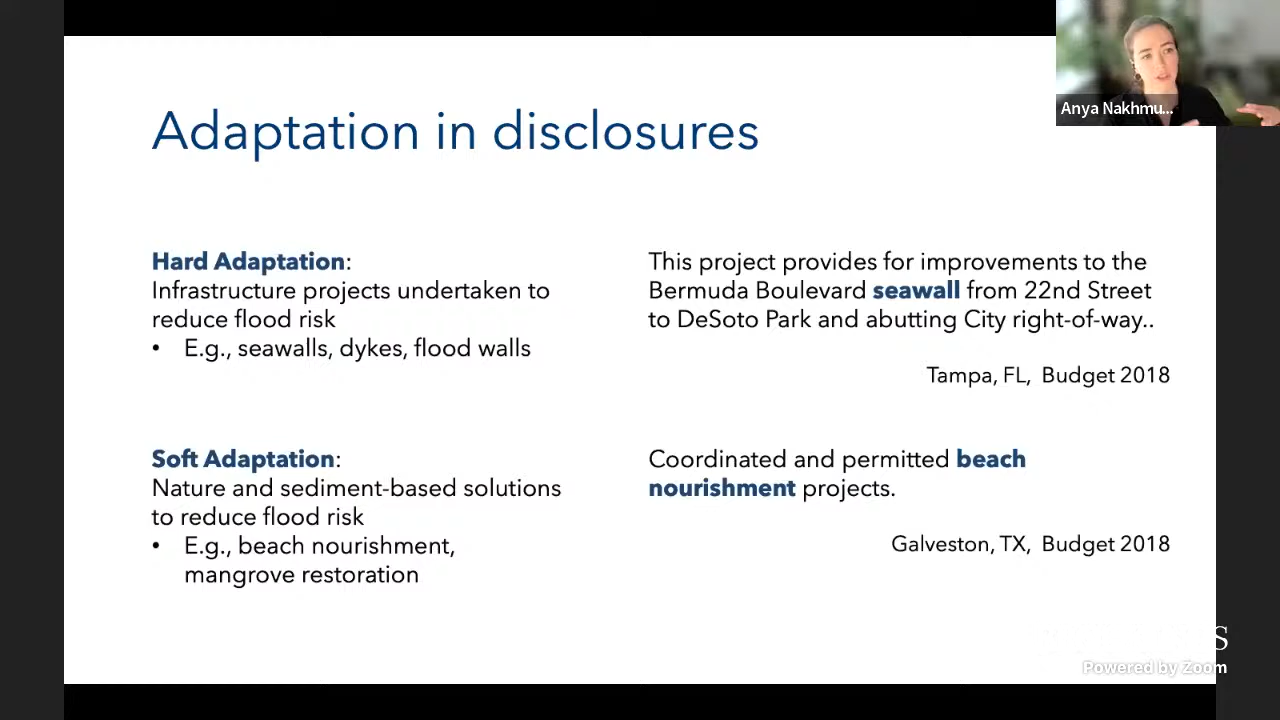 Adaptation in disclosures
Anya Nakhmu...
Hard Adaptation:
Infrastructure projects undertaken to
reduce flood risk
• E.g., seawalls, dykes, flood walls
This project provides for improvements to the
Bermuda Boulevard seawall from 22nd Street
to DeSoto Park and abutting City right-of-way..
Tampa, FL, Budget 2018
Soft Adaptation:
Nature and sediment-based solutions
to reduce flood risk
• E.g., beach nourishment,
mangrove restoration
Coordinated and permitted beach
nourishment projects.
Galveston, TX, Budget 2018
S
Powered by Zoom